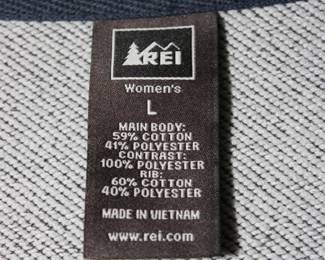 REI
Women's
L
MAIN BODY:
59% COTTON
41% POLYESTER
CONTRAST:
100% POLYESTER
RIB:
60% COTTON
40% POLYESTER
MADE IN VIETNAM
www.rei.com